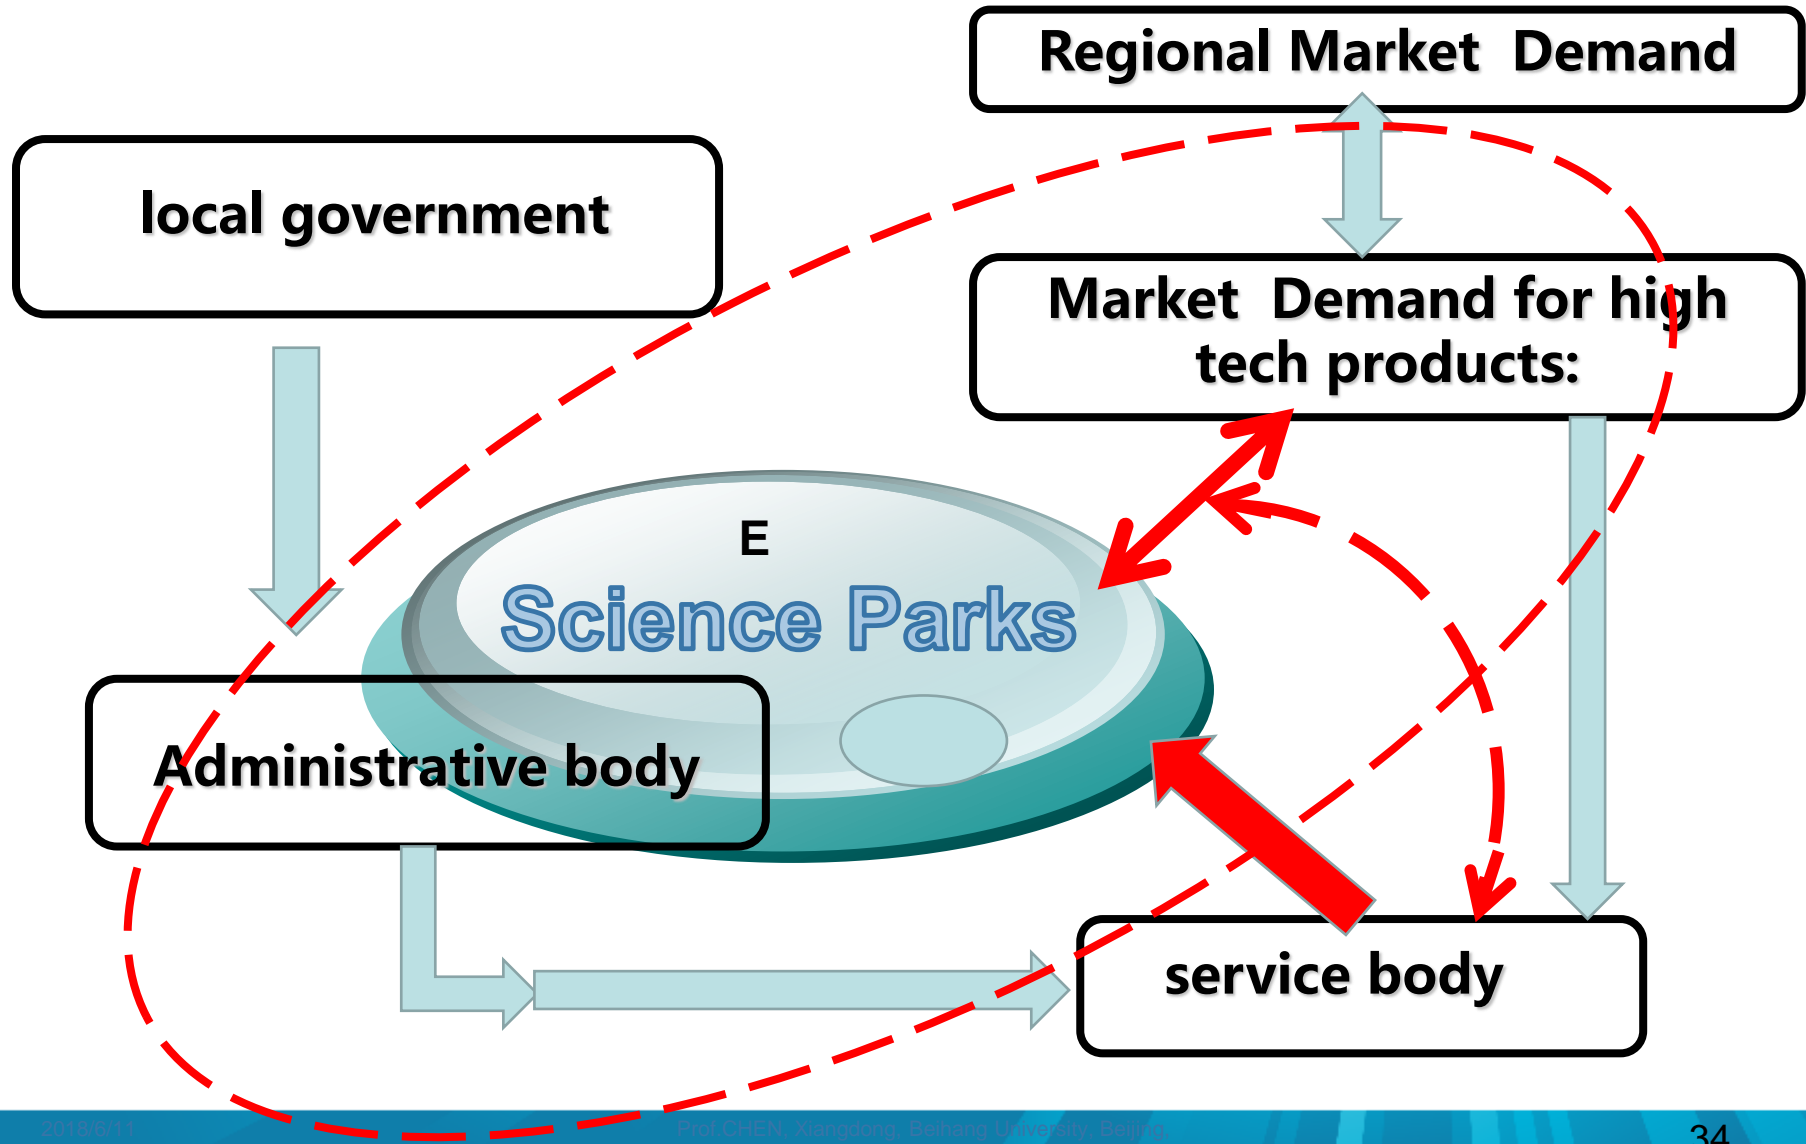 Regional Market  Demand
local government
Market  Demand for high
tech products:
E
Science Parks
Administrative body
service body
2018/6/11
Prof.CHEN, Xiangdong, Beihang University, Beijing
34